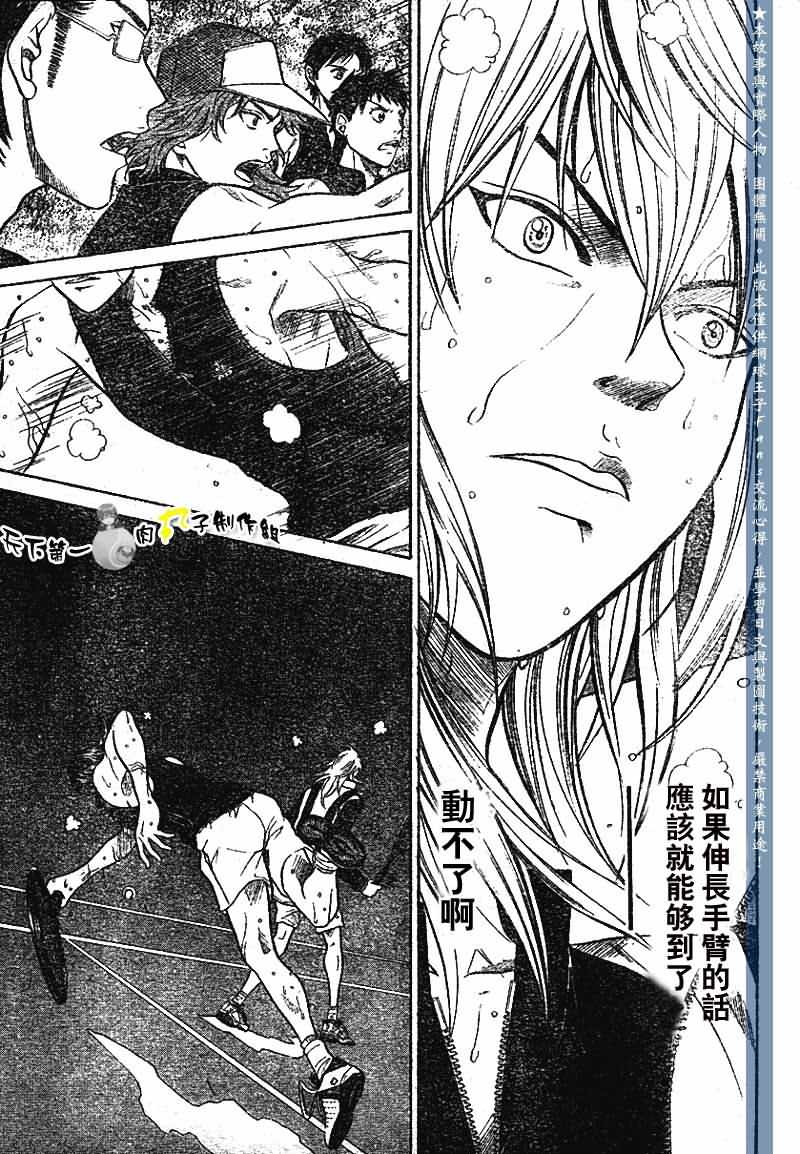 ★本故事與實際人物、團體無關。此版本僅供網球王子Fans交流心得，並學習日文與製圖技術，嚴禁商業用途！
如果伸長手臂的話
應該就能够到了
動不了啊
天下第一
肉丸子制作組